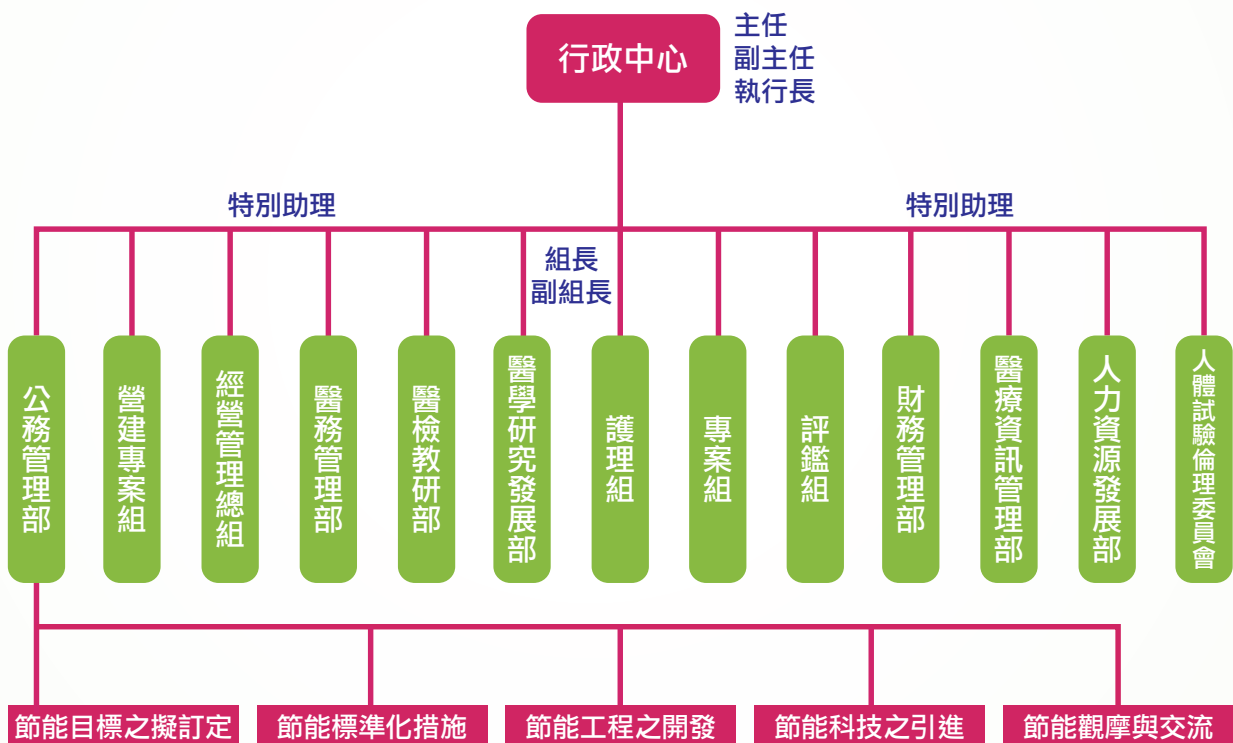 行政中心
主任
副主任
執行長
特別助理
特別助理
組長
副組長
公務管理部
營建專案組
經營管理總組
醫務管理部
醫檢教研部
醫學研究發展部
護理組
專案組
評鑑組
財務管理部
醫療資訊管理部
人力資源發展部
人體試驗倫理委員會
節能目標之擬訂定
節能標準化措施
節能工程之開發
節能科技之引進
節能觀摩與交流